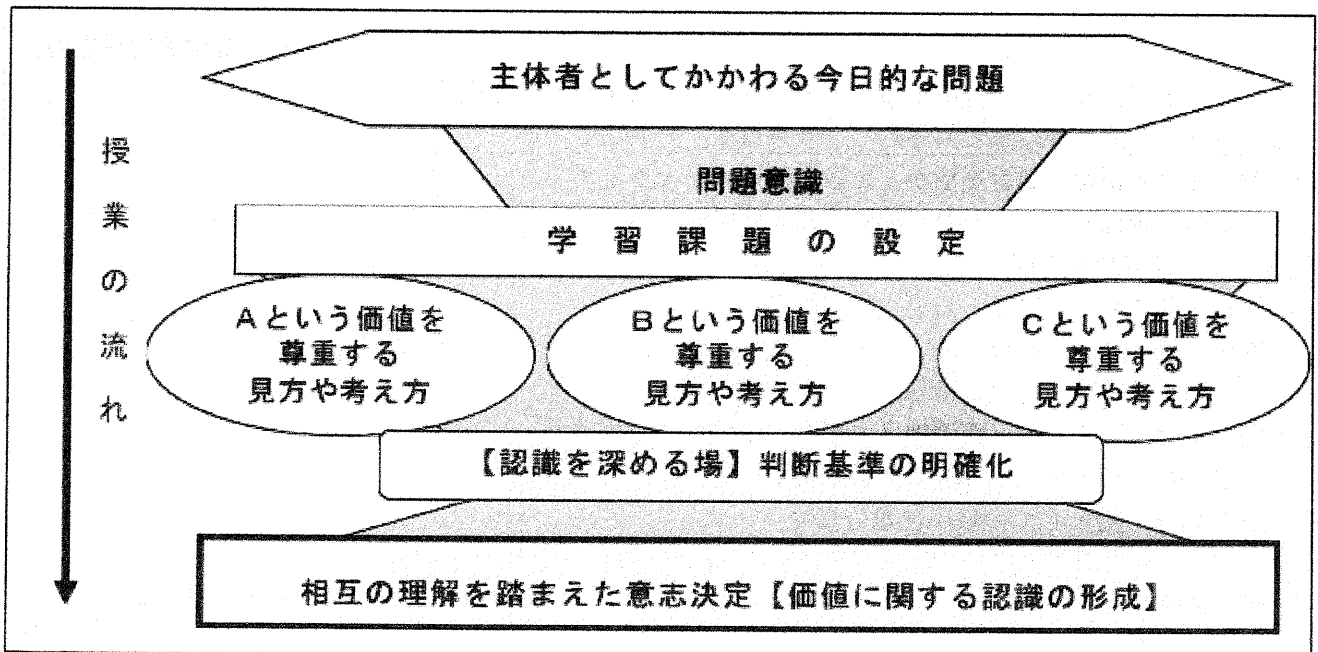 授業の流れ
主体者としてかかわる今日的な問題
問題意識
学習課題の設定
Aという価値を
尊重する
見方や考え方
Bという価値を
尊重する
見方や考え方
Cという価値を
尊重する
見方や考え方
【認識を深める場】判断基準の明確化
相互の理解を踏まえた意志決定【価値に関する認識の形成】